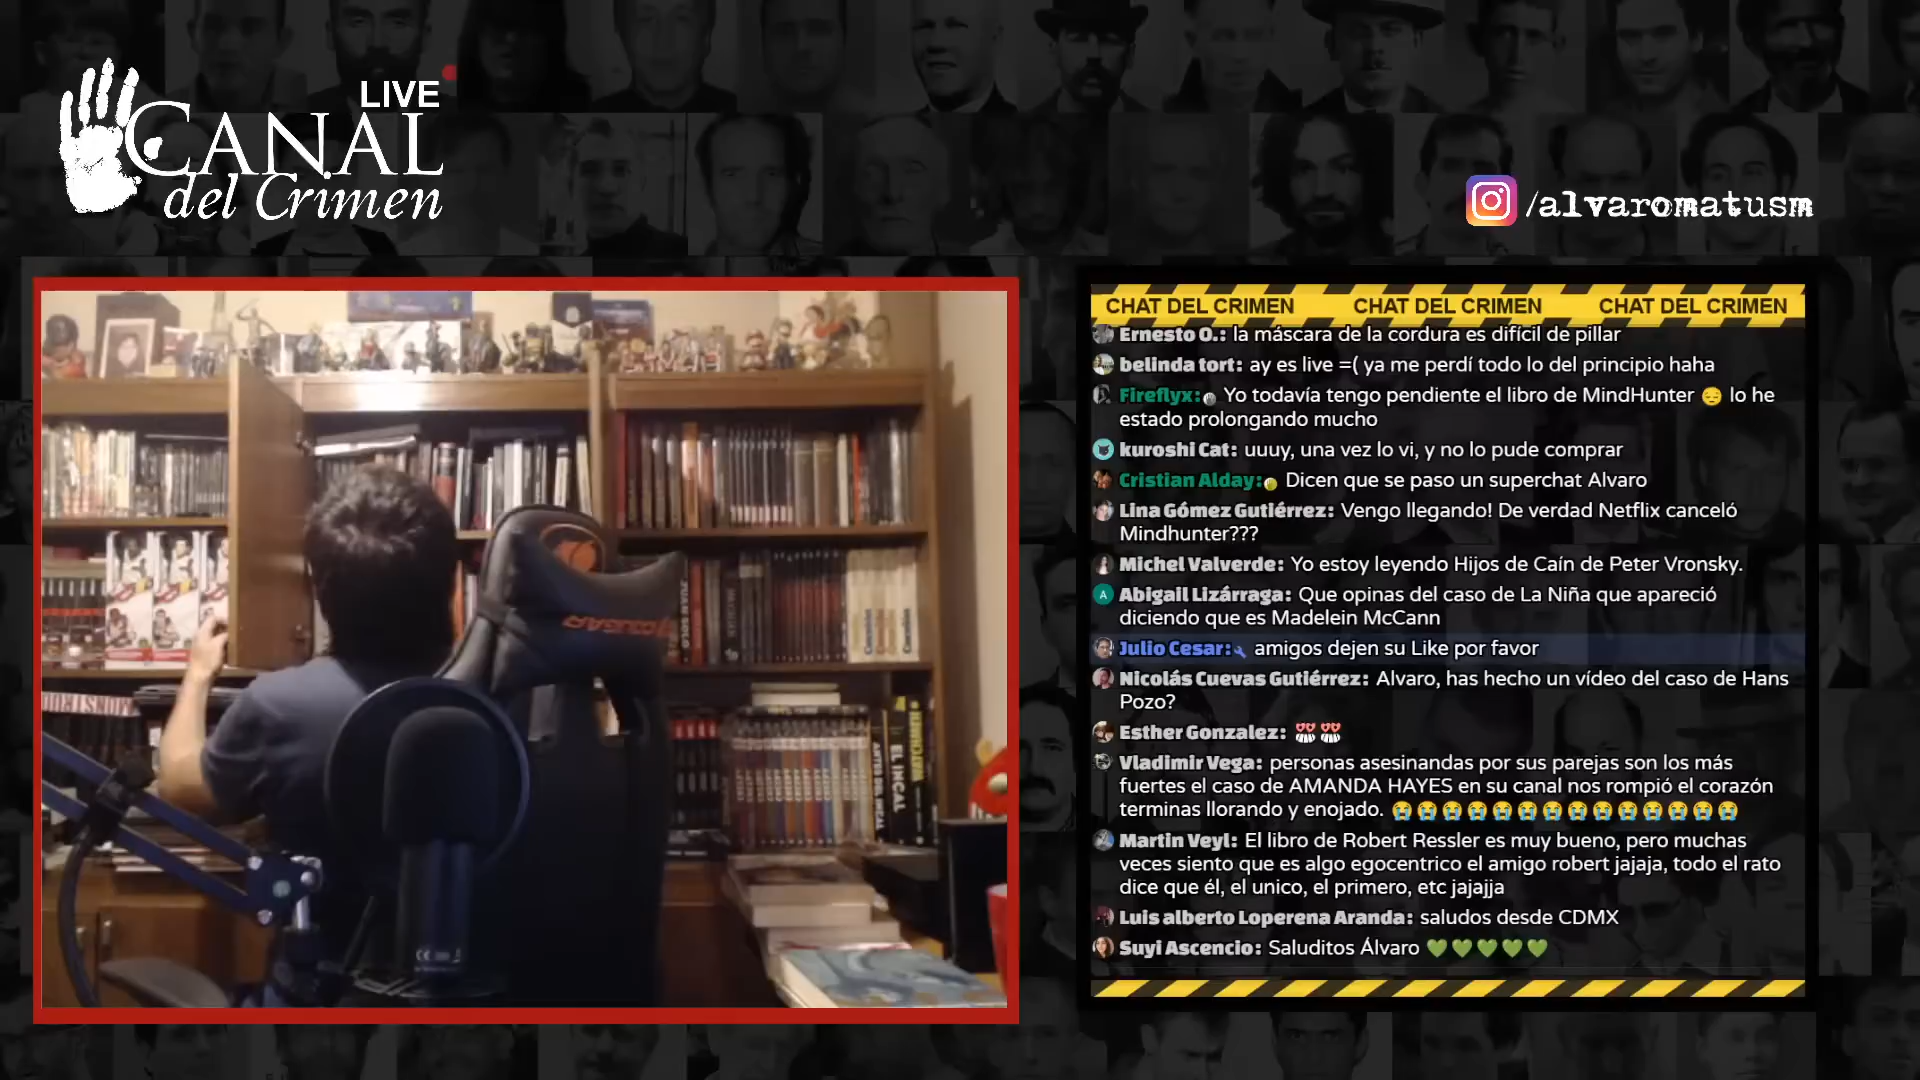 LIVE
CANAL
del Crimen
/alvaromatusm
CHAT DEL CRIMEN CHAT DEL CRIMEN CHAT DEL CRIMEN
Ernesto O.: la máscara de la cordura es difícil de pillar
belinda tort: ay es live =( ya me perdí todo lo del principio haha
Fireflyx: Yo todavía tengo pendiente el libro de MindHunter 😔 lo he
estado prolongando mucho
kuroshi Cat: uuuy, una vez lo vi, y no lo pude comprar
Cristian Alday: Dicen que se paso un superchat Alvaro
Lina Gómez Gutiérrez: Vengo llegando! De verdad Netflix canceló
Mindhunter???
Michel Valverde: Yo estoy leyendo Hijos de Caín de Peter Vronsky.
A
Abigail Lizárraga: Que opinas del caso de La Niña que apareció
diciendo que es Madelein McCann
Julio Cesar: amigos dejen su Like por favor
Nicolás Cuevas Gutiérrez: Alvaro, has hecho un vídeo del caso de Hans
Pozo?
Esther Gonzalez:
Vladimir Vega: personas asesinandas por sus parejas son los más
fuertes el caso de AMANDA HAYES en su canal nos rompió el corazón
terminas llorando y enojado. 😭😭😭😭😭😭😭😭😭😭😭😭😭😭
Martin Veyl: El libro de Robert Ressler es muy bueno, pero muchas
veces siento que es algo egocentrico el amigo robert jajaja, todo el rato
dice que él, el unico, el primero, etc jajajja
Luis alberto Loperena Aranda: saludos desde CDMX
Suyi Ascencio: Saluditos Álvaro 💚💚💚💚💚
COUGAR
EL INCAL